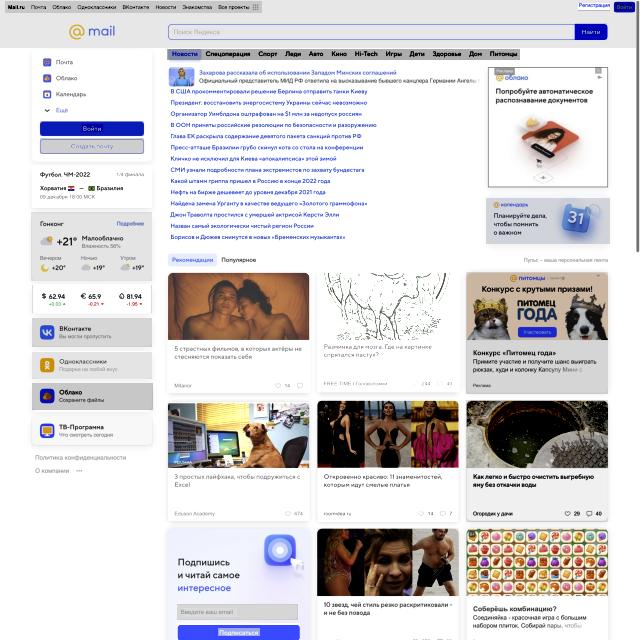 Mail.ru Почта Облако Одноклассники ВКонтакте Новости Знакомства Все проекты
Регистрация Войти
@mail
Поиск Яндекса
Найти
Почта
Облако
Календарь
Ещё
Войти
Создать почту
Футбол. ЧМ-2022 1/4 финала
Хорватия — Бразилия
09 декабря 18:00 МСК
Гонконг Подробнее
+21° Малооблачно
Влажность 56%
Вечером Ночью Утром
+20° +19° +19°
$ 62.94 € 65.9 81.94
+0.03 -0.21 -1.95
ВКонтакте
Вы могли пропустить
Одноклассники
Подарки на любой вкус
Облако
Сохраните файлы
ТВ-Программа
Что смотреть сегодня
Политика конфиденциальности
О компании •••
Новости Спецоперация Спорт Леди Авто Кино Hi-Tech Игры Дети Здоровье Дом Питомцы
Захарова рассказала об использовании Западом Минских соглашений
Официальный представитель МИД РФ ответила на высказывание бывшего канцлера Германии Ангелы
В США прокомментировали решение Берлина отправить танки Киеву
Президент: восстановить энергосистему Украины сейчас невозможно
Организатор Уимблдона оштрафован на $1 млн за недопуск россиян
В ООН приняли российские резолюции по безопасности и разоружению
Глава ЕК раскрыла содержание девятого пакета санкций против РФ
Пресс-атташе Бразилии грубо скинул кота со стола на конференции
Кличко не исключил для Киева «апокалипсиса» этой зимой
СМИ узнали подробности плана экстремистов по захвату бундестага
Какой штамм гриппа пришел в Россию в конце 2022 года
Нефть на бирже дешевеет до уровня декабря 2021 года
Найдена замена Урганту в качестве ведущего «Золотого граммофона»
Джон Траволта простился с умершей актрисой Керсти Элли
Назван самый экологически чистый регион России
Борисов и Дюжев снимутся в новых «Временских музыкантах»
облако
Попробуйте автоматическое
распознавание документов
календарь
Планируйте дела,
чтобы помнить
о важном
31
Рекомендации Популярное
Пульс – ваша персональная лента
5 страстных фильмов, в которых актёры не
стесняются показать себя
Milanor 14
Разминка для мозга. Где на картинке
спрятался пастух?
FREE TIME | Головоломки 234 40
питомцы
Конкурс с крутыми призами!
ПИТОМЕЦ
ГОДА
Участвовать
Конкурс «Питомец года»
Примите участие и получите шанс выиграть
рюкзак, худи и колонку Капсулу Мини с
Реклама
РЕКЛАМА
3 простых лайфхака, чтобы подружиться с
Excel!
Eduson Academy 474
Откровенно красиво: 11 знаменитостей,
которым идут смелые платья
roomidea.ru 14 7
Как легко и быстро очистить выгребную
яму без откачки воды
Огородик у дачи 29 40
Подпишись
и читай самое
интересное
Введите ваш email
Подписаться
10 звезд, чей стиль резко раскритиковали -
и не без повода
Соберёшь комбинацию?
Соединяйка - красочная игра с большим
набором плиток. Собирай пары, чтобы